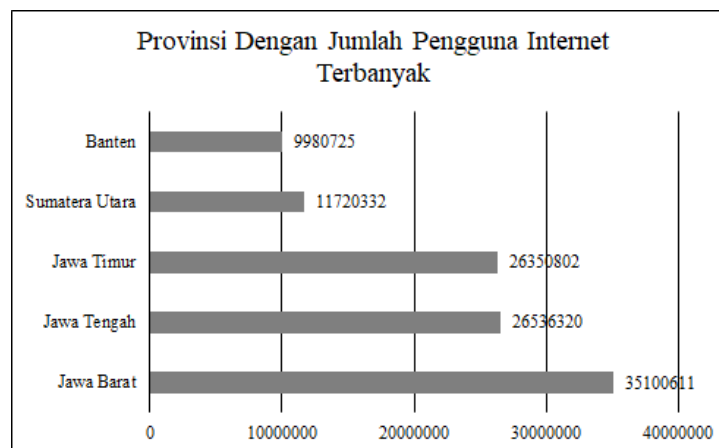 Provinsi Dengan Jumlah Pengguna Internet
Terbanyak
Banten 9980725
Sumatera Utara 11720332
Jawa Timur 26350802
Jawa Tengah 26536320
Jawa Barat 35100611
0 10000000 20000000 30000000 40000000